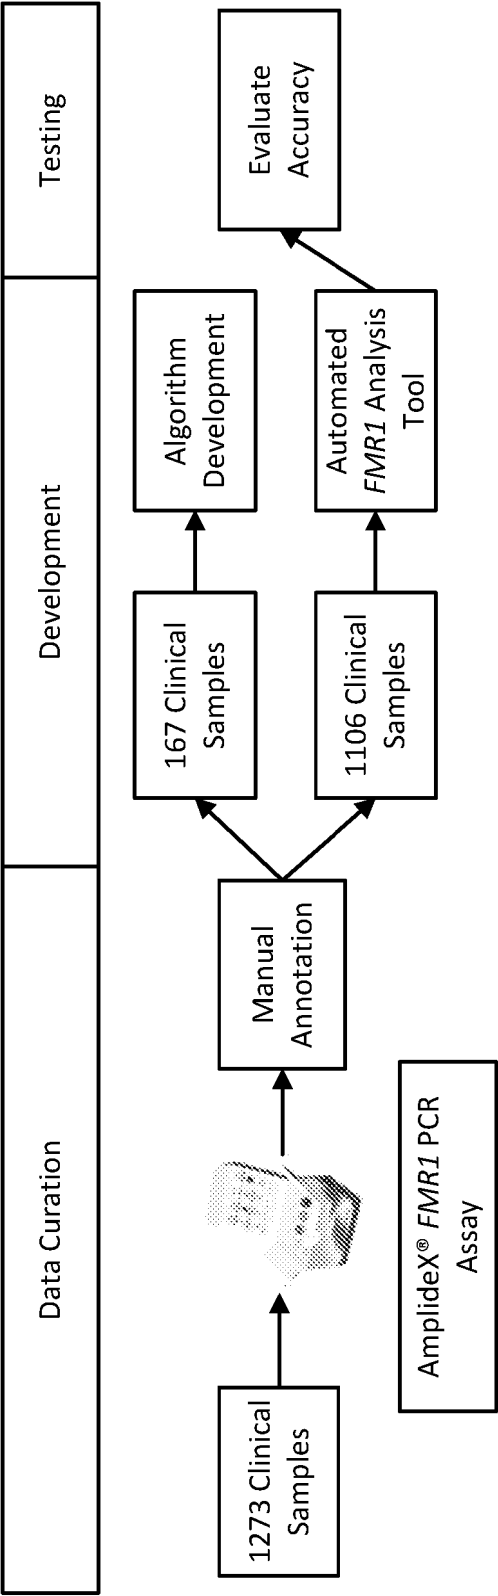 Data Curation
Development
Testing
1273 Clinical
Samples
AmplideX® FMR1 PCR
Assay
Manual
Annotation
167 Clinical
Samples
Algorithm
Development
1106 Clinical
Samples
Automated
FMR1 Analysis
Tool
Evaluate
Accuracy